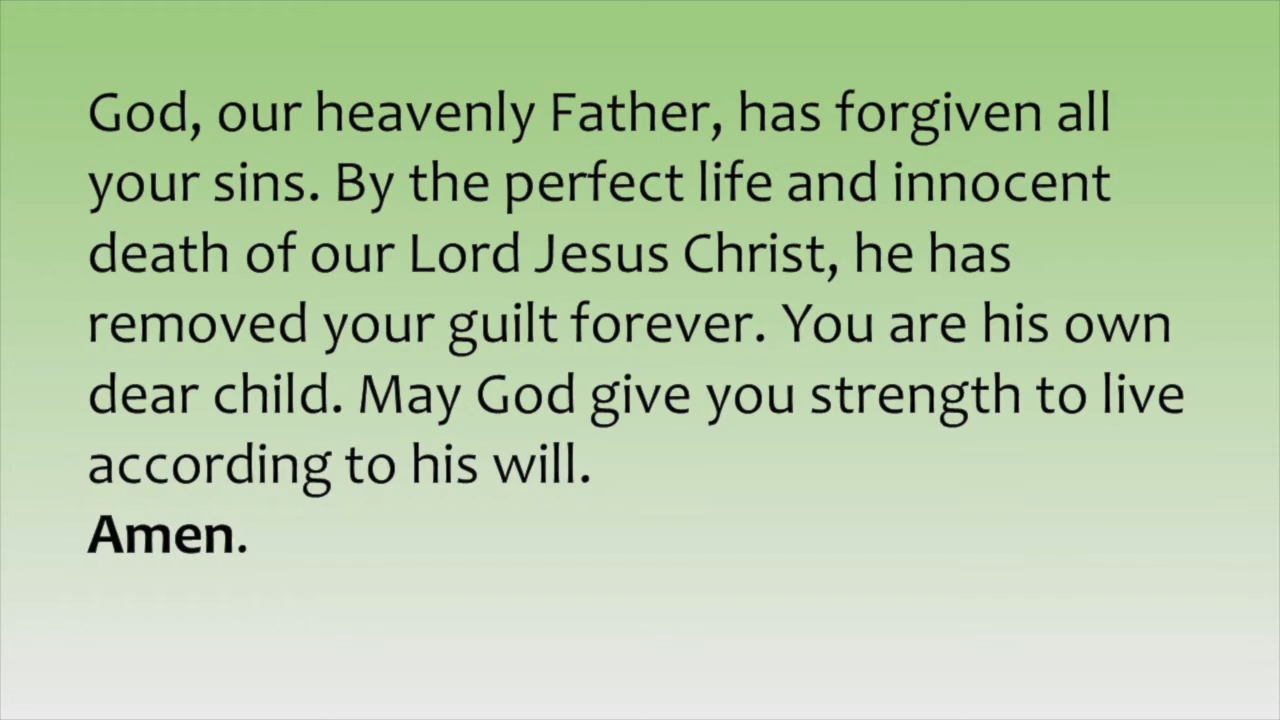 God, our heavenly Father, has forgiven all
your sins. By the perfect life and innocent
death of our Lord Jesus Christ, he has
removed your guilt forever. You are his own
dear child. May God give you strength to live
according to his will.
Amen.